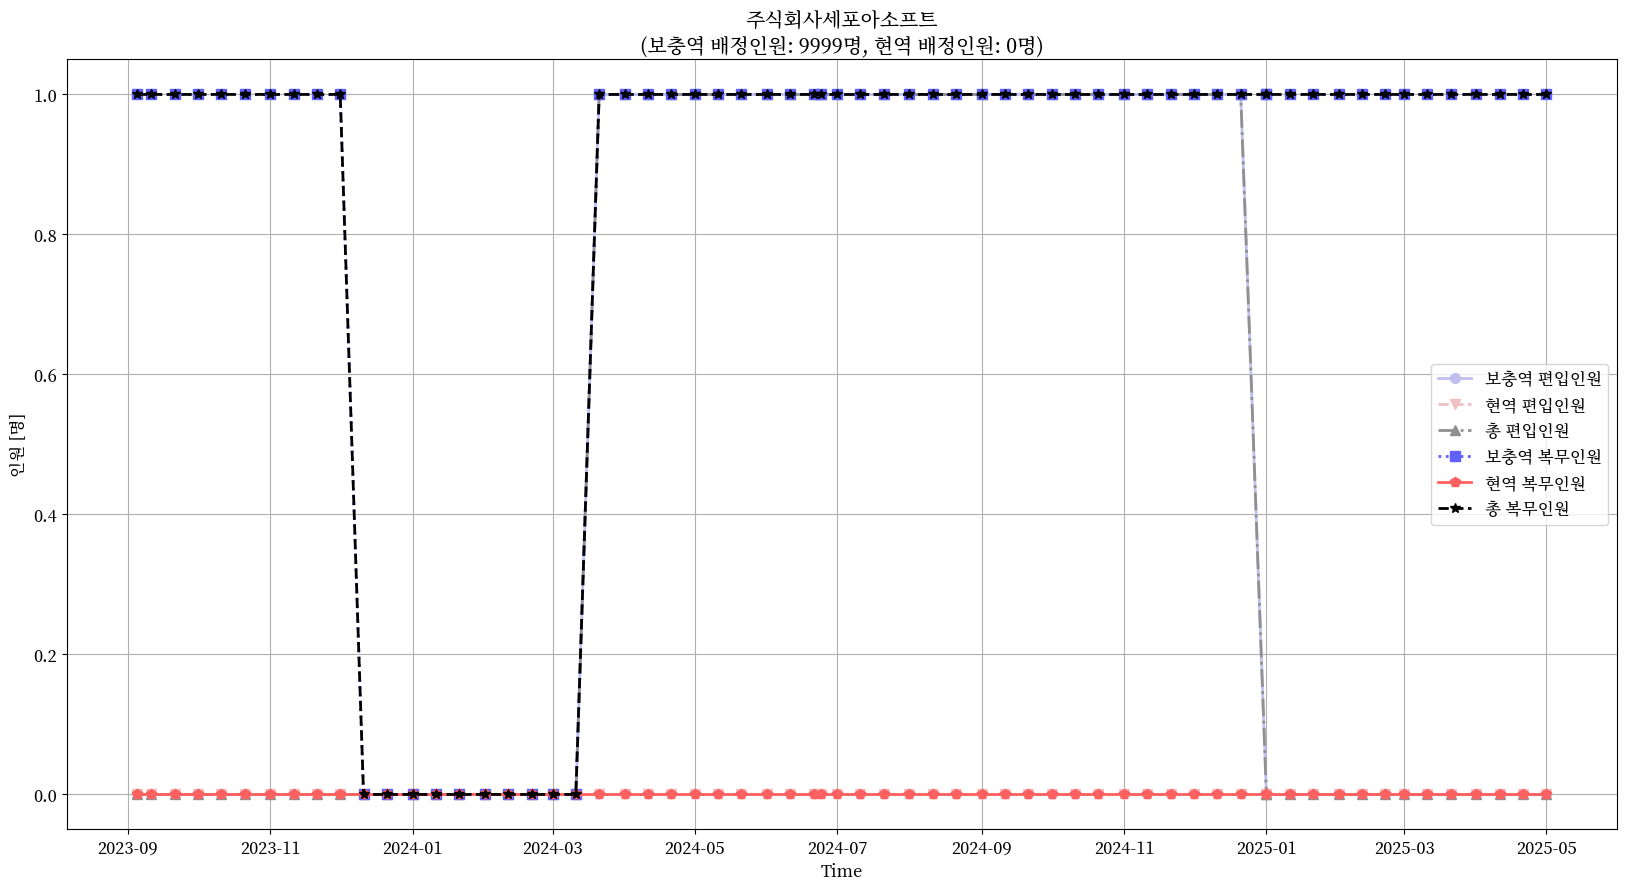 주식회사세포아소프트
(보충역 배정인원: 9999명, 현역 배정인원: 0명)
인원 [명]
1.0
0.8
0.6
0.4
0.2
0.0
보충역 편입인원
현역 편입인원
총 편입인원
보충역 복무인원
현역 복무인원
총 복무인원
2023-09
2023-11
2024-01
2024-03
2024-05
2024-07
2024-09
2024-11
2025-01
2025-03
2025-05
Time